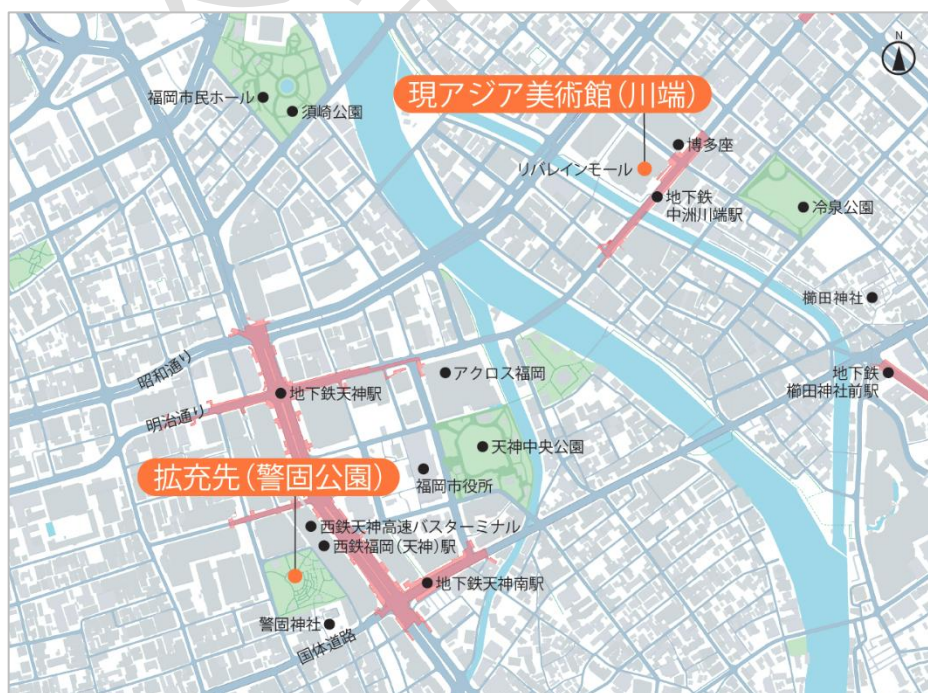 N
現アジア美術館（川端）
福岡市民ホール
須崎公園
博多座
リバレインモール
地下鉄
中洲川端駅
冷泉公園
櫛田神社
地下鉄
櫛田神社前駅
昭和通り
アクロス福岡
地下鉄天神駅
明治通り
天神中央公園
拡充先（警固公園）
福岡市役所
西鉄天神高速バスターミナル
西鉄福岡（天神）駅
地下鉄天神南駅
警固神社
国体道路